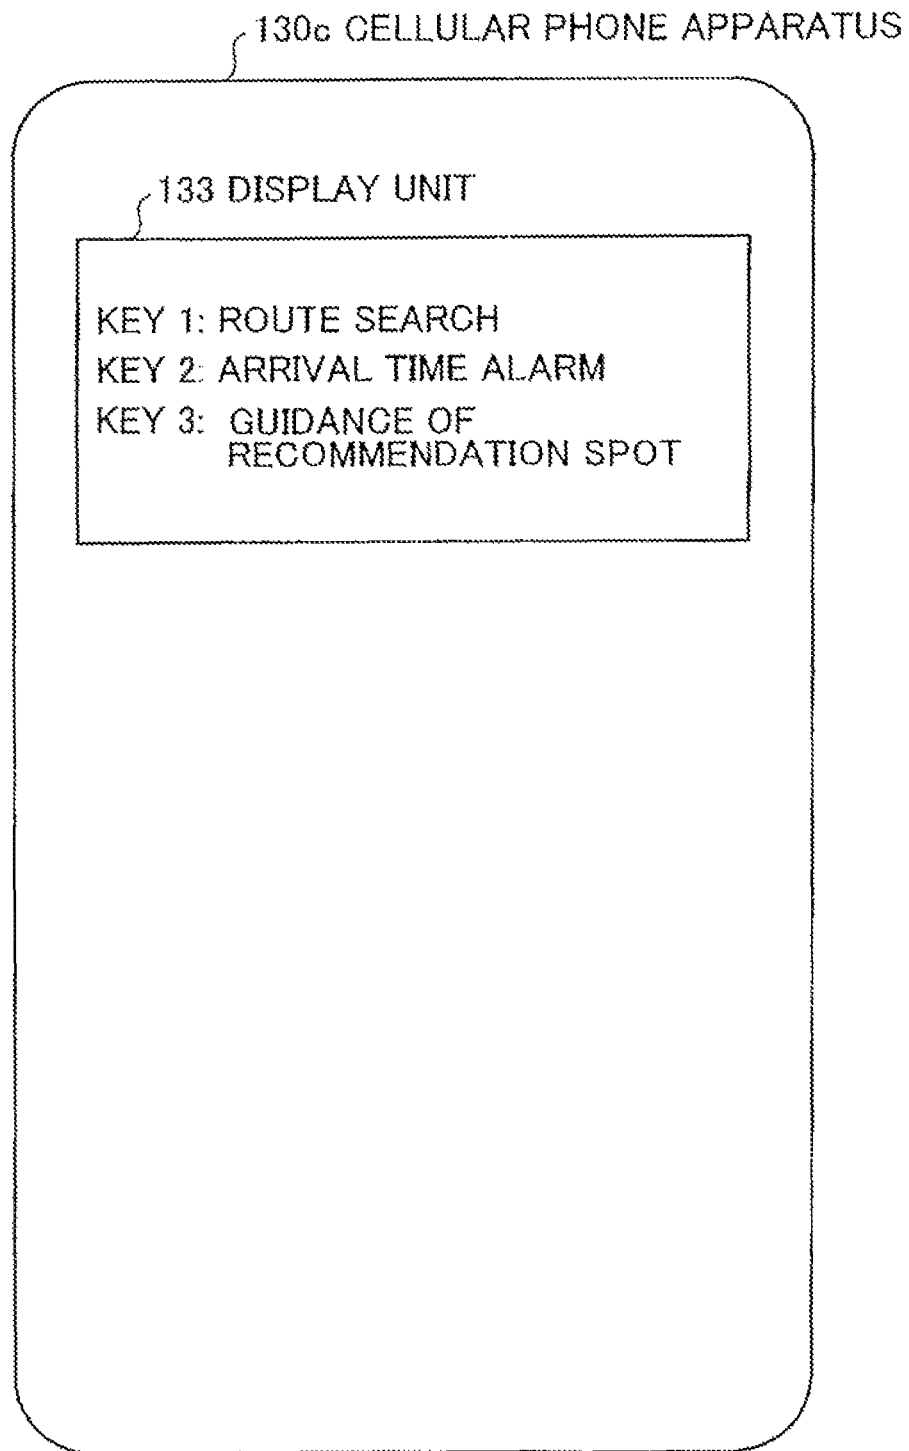 130c CELLULAR PHONE APPARATUS
133 DISPLAY UNIT
KEY 1: ROUTE SEARCH
KEY 2: ARRIVAL TIME ALARM
KEY 3: GUIDANCE OF
RECOMMENDATION SPOT